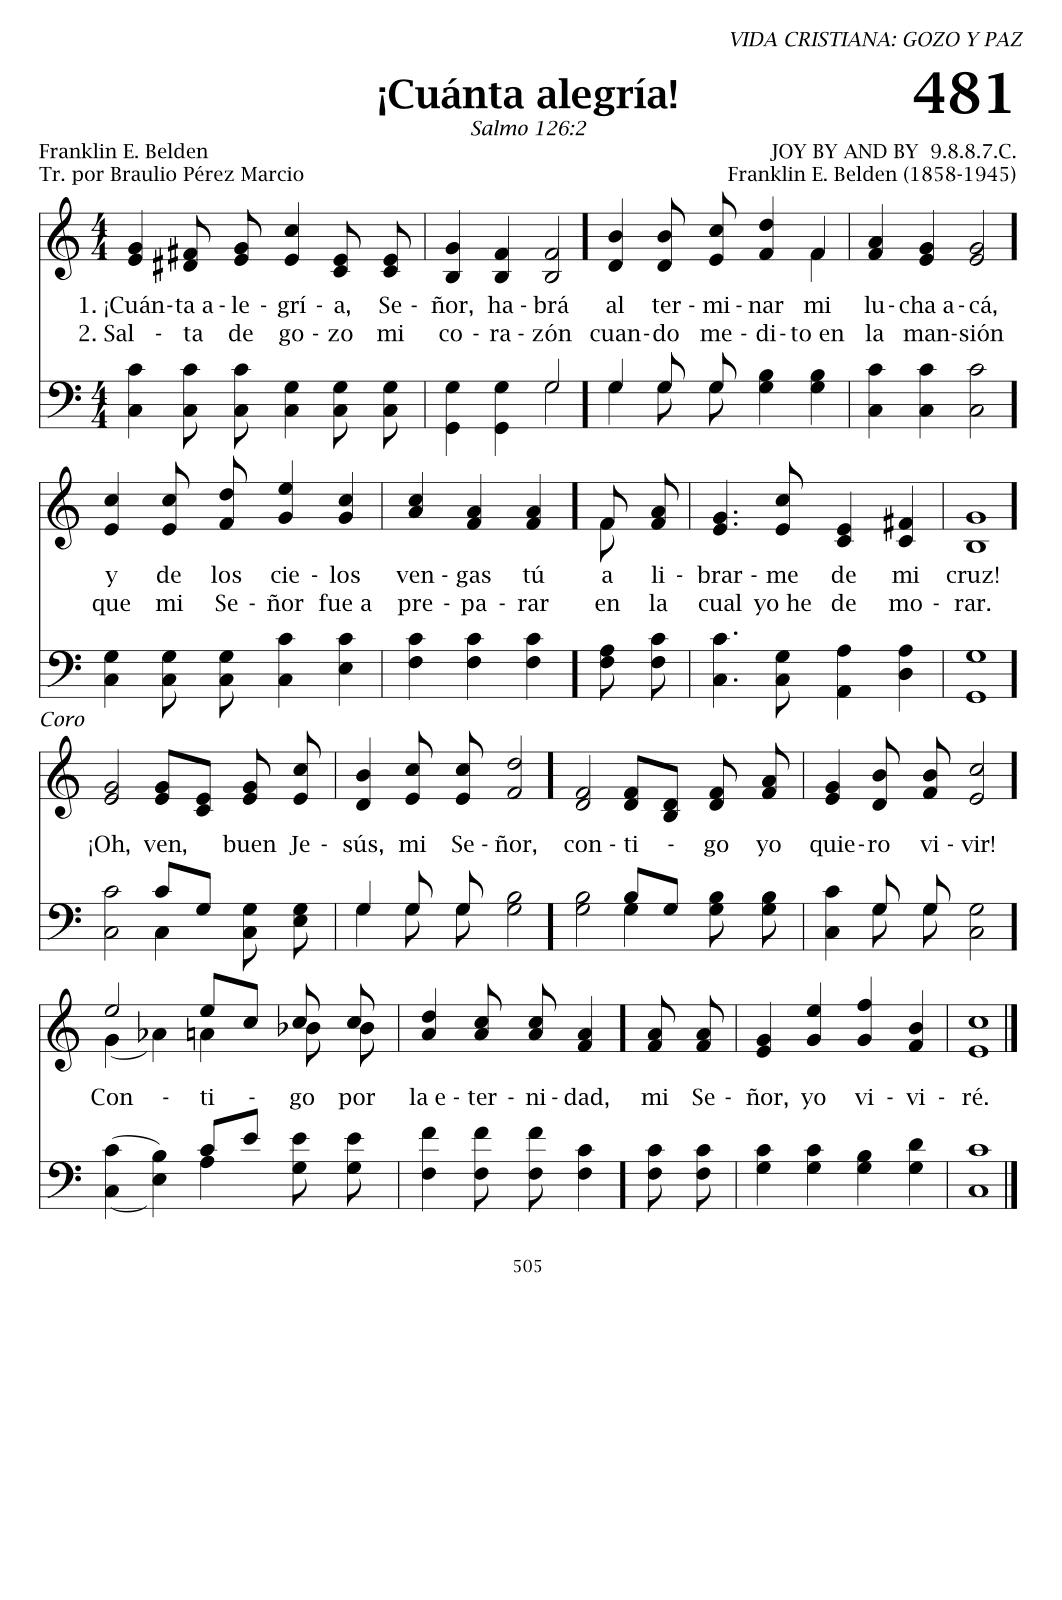 VIDA CRISTIANA: GOZO Y PAZ
¡Cuánta alegría! 481
Salmo 126:2
Franklin E. Belden JOY BY AND BY 9.8.8.7.C.
Tr. por Braulio Pérez Marcio Franklin E. Belden (1858-1945)
4 4
1. ¡Cuán-ta a - le - grí - a, Se - ñor, ha - brá al ter - mi - nar mi lu - cha a - cá,
2. Sal - ta de go - zo mi co - ra - zón cuan - do me - di - to en la man - sión
4 4
y de los cie - los ven - gas tú a li - brar - me de mi cruz!
que mi Se - ñor fue a pre - pa - rar en la cual yo he de mo - rar.
Coro
¡Oh, ven, buen Je - sús, mi Se - ñor, con - ti - go yo quie - ro vi - vir!
Con - ti - go por la e - ter - ni - dad, mi Se - ñor, yo vi - vi - ré.
505